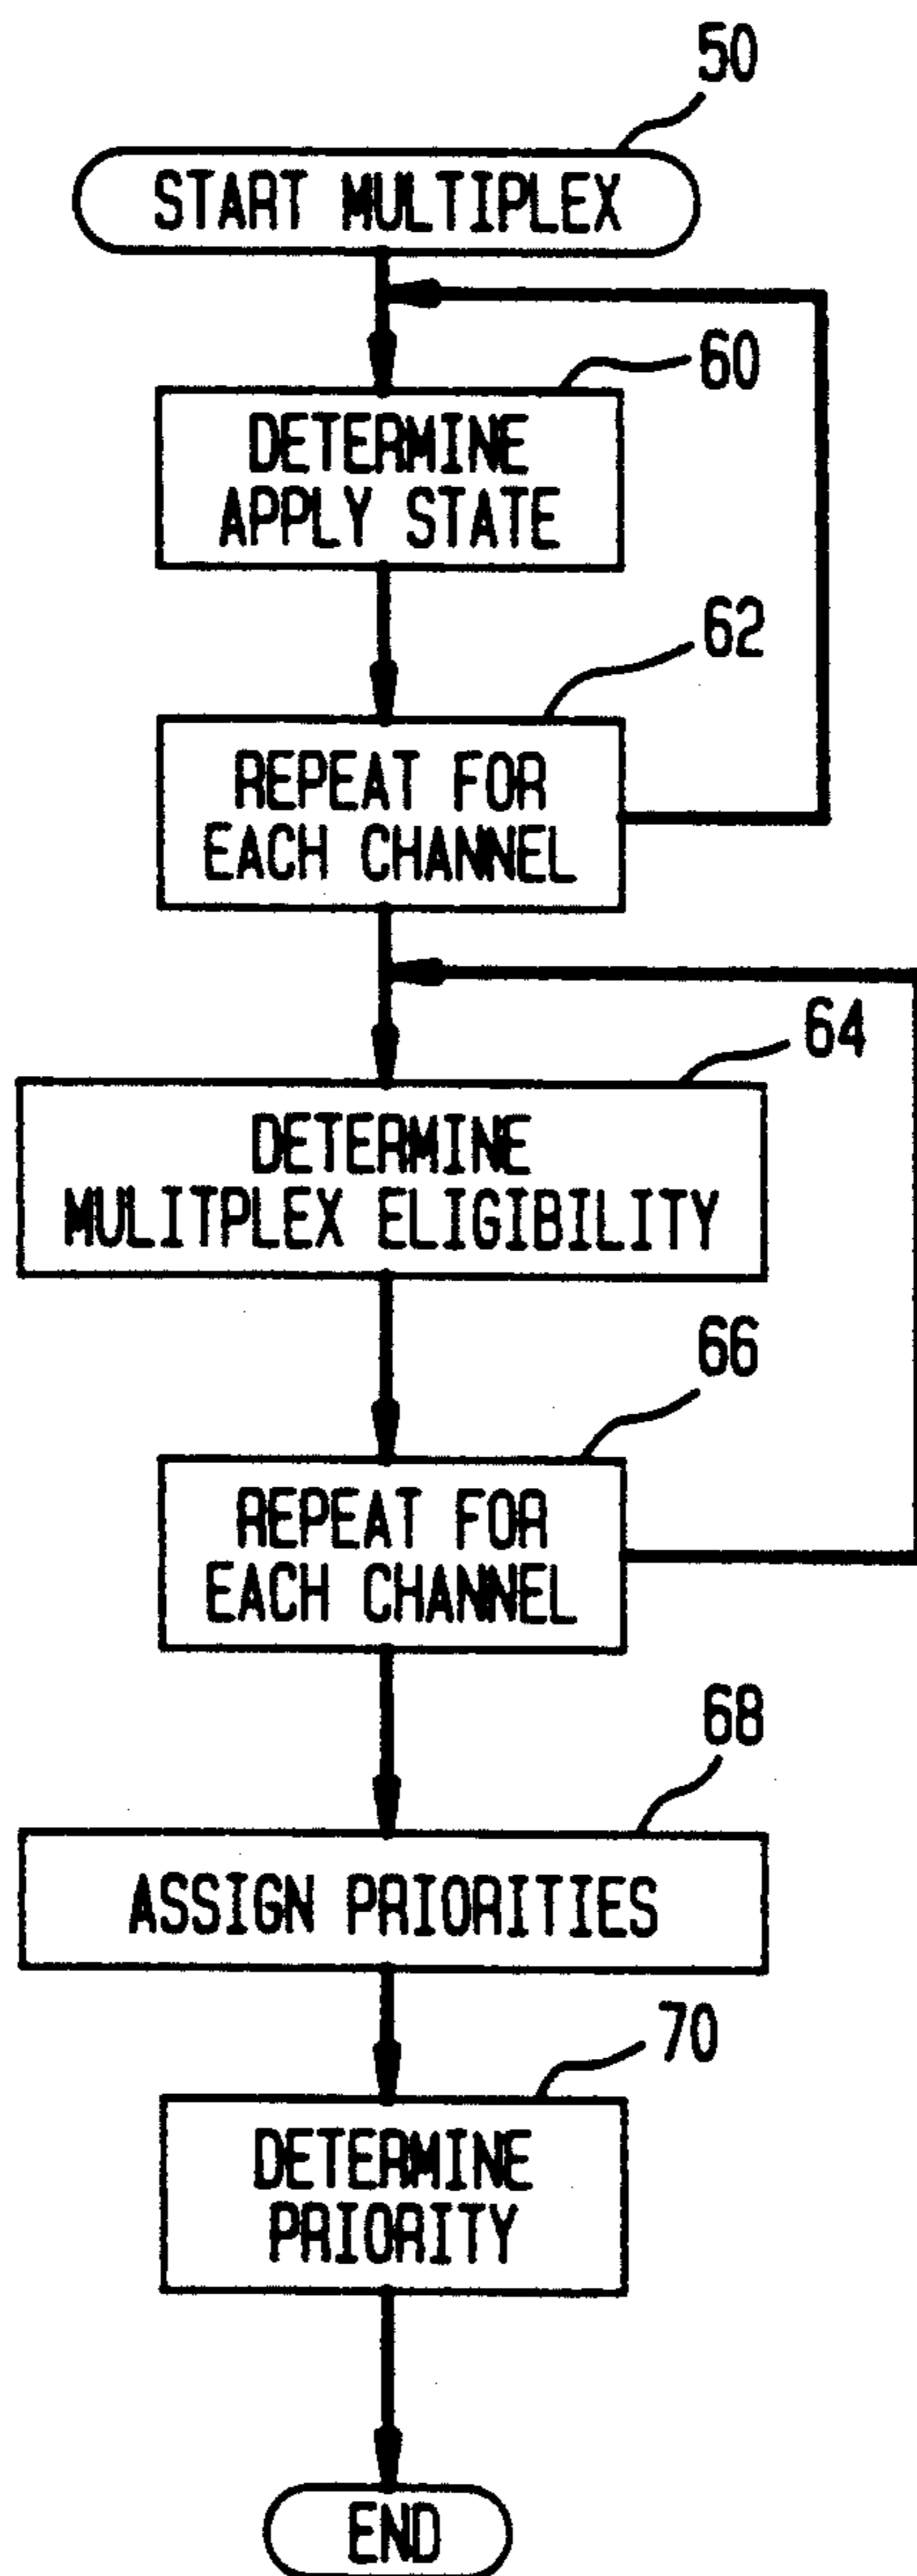 50
START MULTIPLEX
60
DETERMINE
APPLY STATE
62
REPEAT FOR
EACH CHANNEL
64
DETERMINE
MULITPLEX ELIGIBILITY
66
REPEAT FOR
EACH CHANNEL
68
ASSIGN PRIORITIES
70
DETERMINE
PRIORITY
END